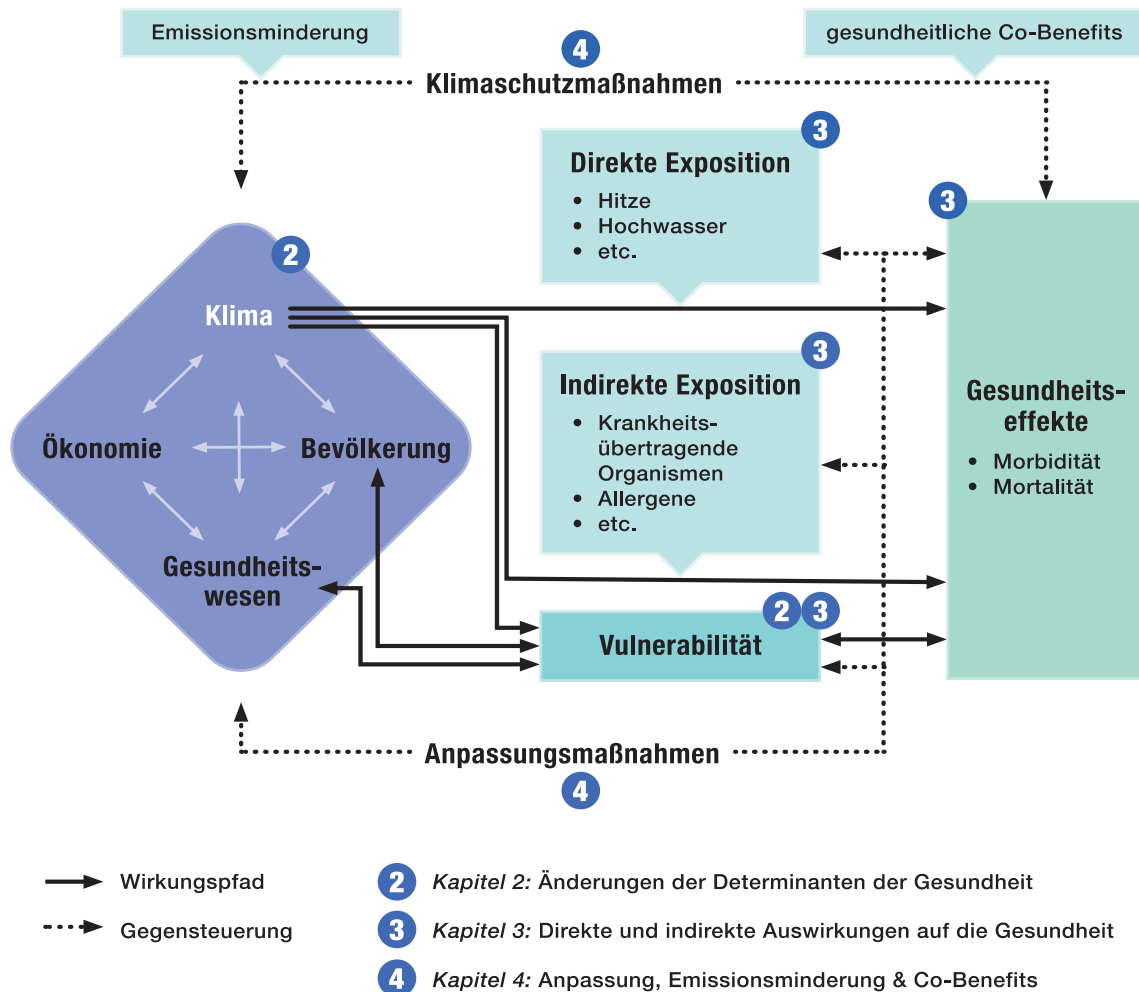 Emissionsminderung
gesundheitliche Co-Benefits
4
Klimaschutzmaßnahmen
3
Direkte Exposition
• Hitze
• Hochwasser
• etc.
3
2
Klima
Ökonomie
Bevölkerung
Gesundheits-
wesen
3
Indirekte Exposition
• Krankheits-
übertragende
Organismen
• Allergene
• etc.
Gesundheits-
effekte
• Morbidität
• Mortalität
2 3
Vulnerabilität
Anpassungsmaßnahmen
4
Wirkungspfad
Gegensteuerung
2 Kapitel 2: Änderungen der Determinanten der Gesundheit
3 Kapitel 3: Direkte und indirekte Auswirkungen auf die Gesundheit
4 Kapitel 4: Anpassung, Emissionsminderung & Co-Benefits